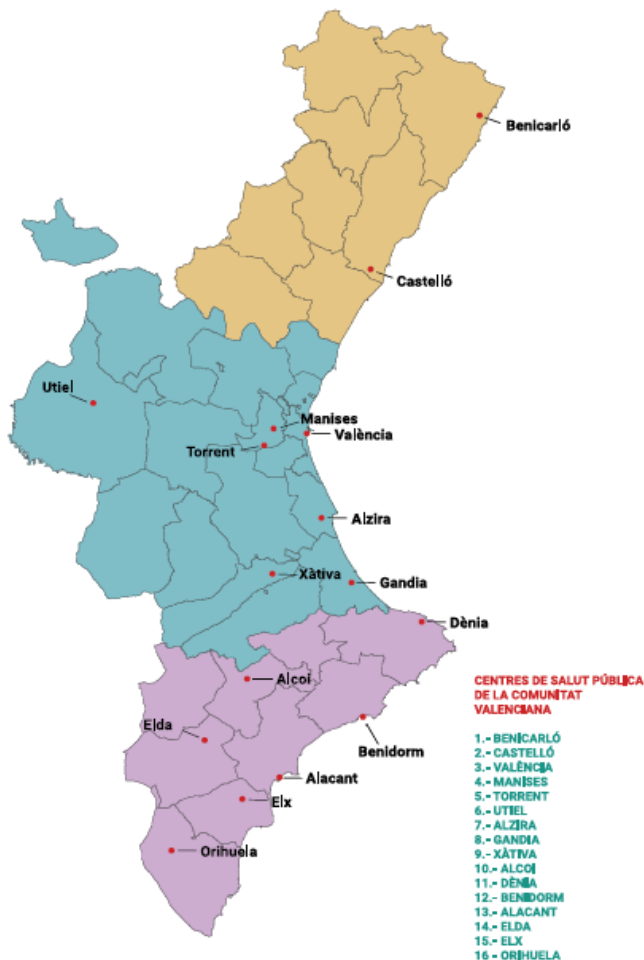 Benicarló
Castelló
Utiel
Manises
València
Torrent
Alzira
Xàtiva
Gandia
Dènia
Alcoi
Elda
Benidorm
Alacant
Elx
Orihuela
CENTRES DE SALUT PÚBLICA
DE LA COMUNITAT
VALENCIANA
1.- BENICARLÓ
2.- CASTELLÓ
3.- VALÈNCIA
4.- MANISES
5.- TORRENT
6.- UTIEL
7.- ALZIRA
8.- GANDIA
9.- XÀTIVA
10.- ALCOI
11.- DÈNIA
12.- BENIDORM
13.- ALACANT
14.- ELDA
15.- ELX
16 - ORIHUELA